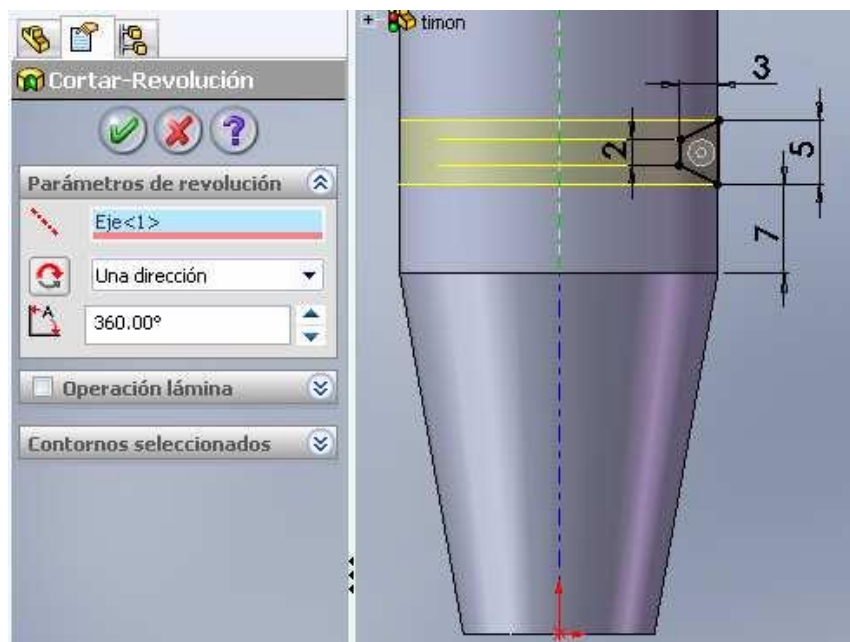 timon
Cortar-Revolución
?
Parámetros de revolución
Eje<1>
Una dirección
A
360.00º
Operación lámina
Contornos seleccionados
3
2
5
7